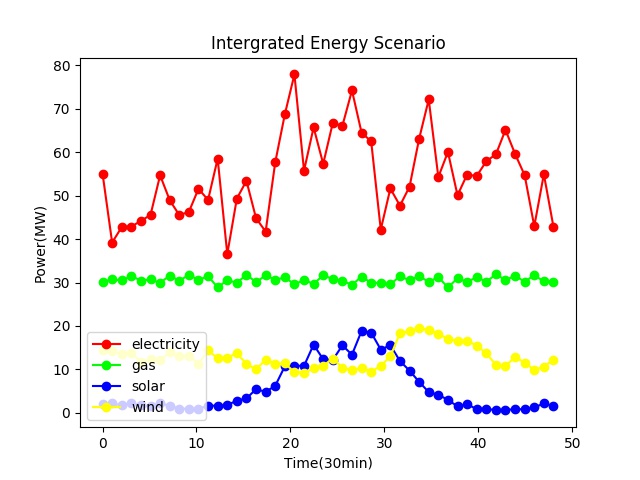 Intergrated Energy Scenario
Power(MW)
80
70
60
50
40
30
20
10
0
electricity
gas
solar
wind
0 10 20 30 40 50
Time(30min)